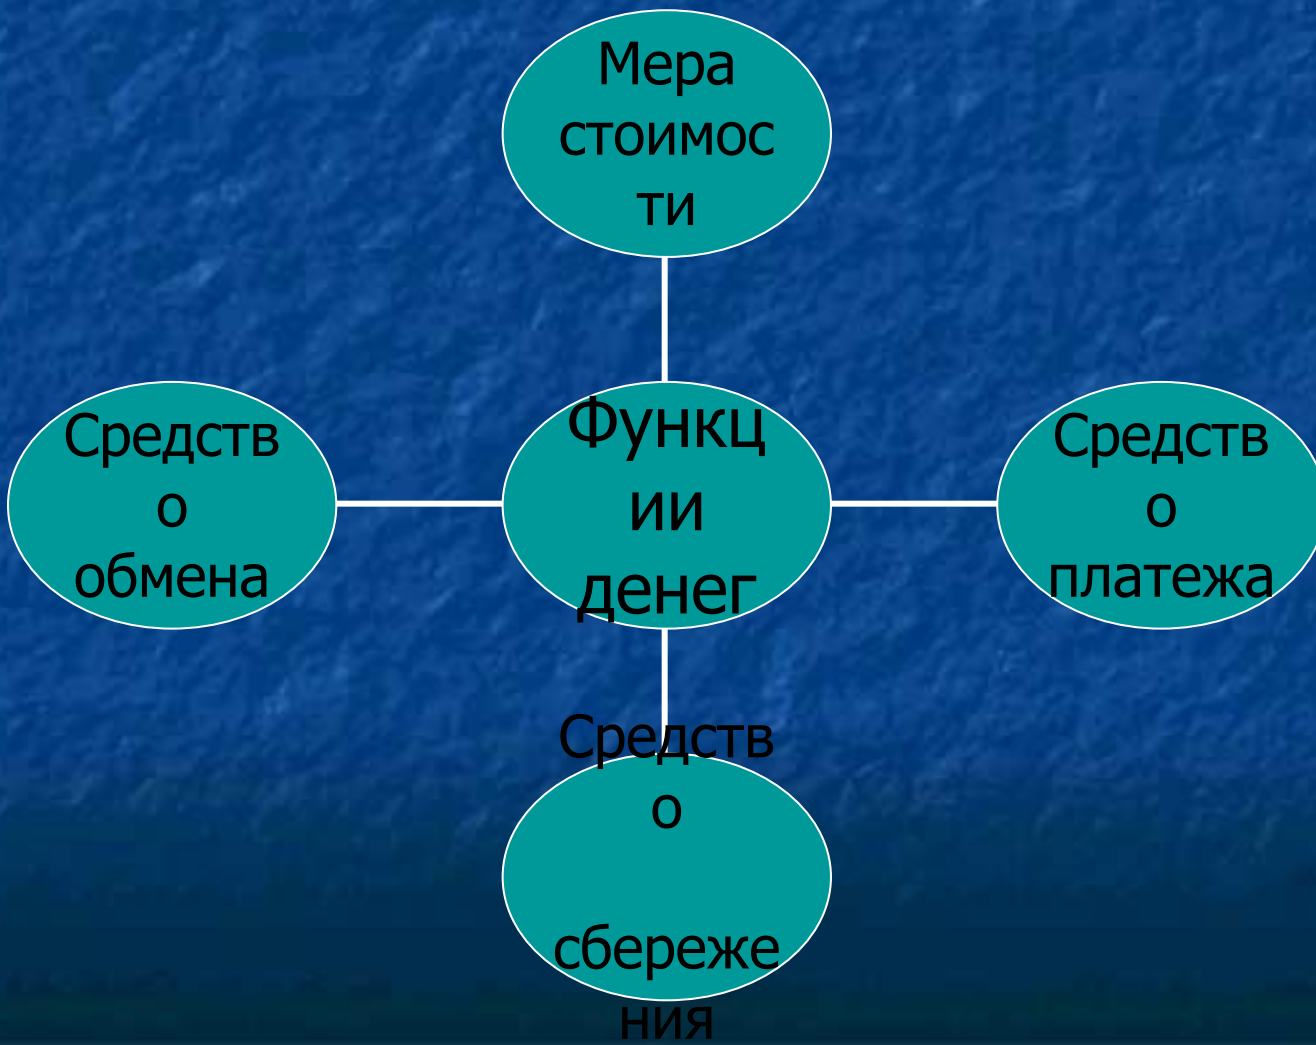 Мера
стоимос
ти
Средств
о
обмена
Функц
ии
денег
Средств
о
платежа
Средств
о
сбереже
ния